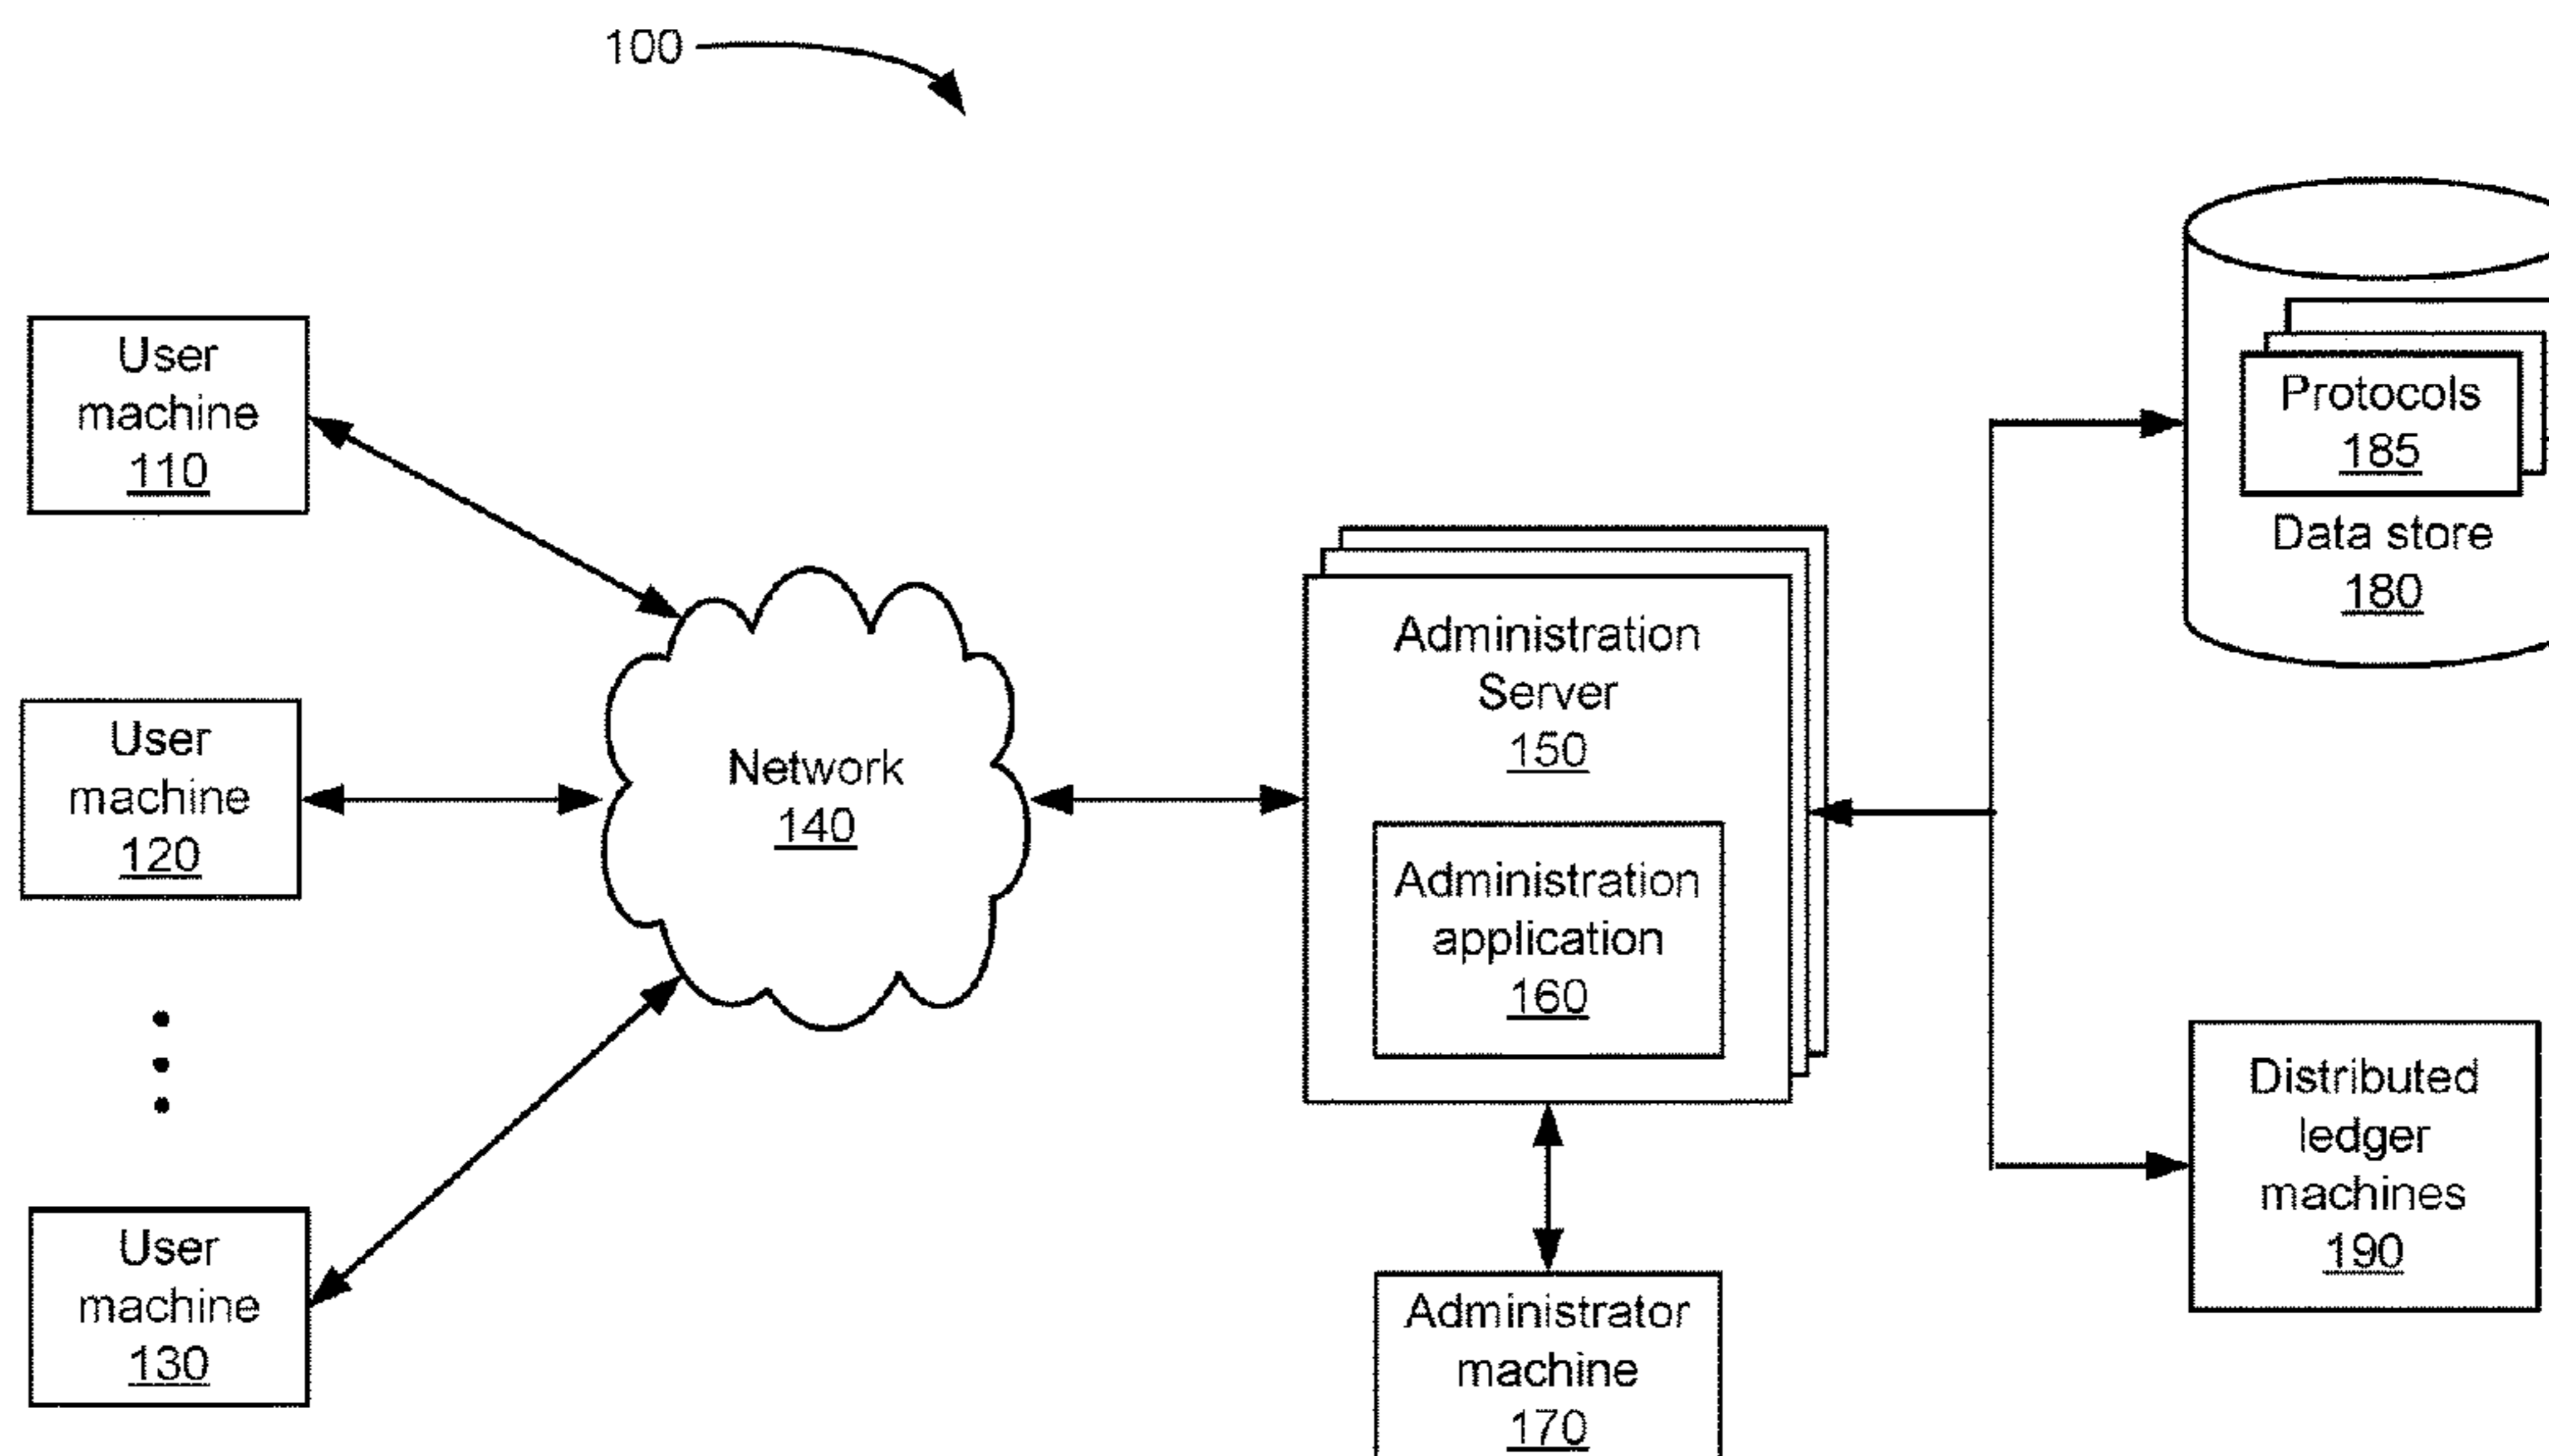 100
User
machine
110
User
machine
120
User
machine
130
Network
140
Administration
Server
150
Administration
application
160
Administrator
machine
170
Protocols
185
Data store
180
Distributed
ledger
machines
190